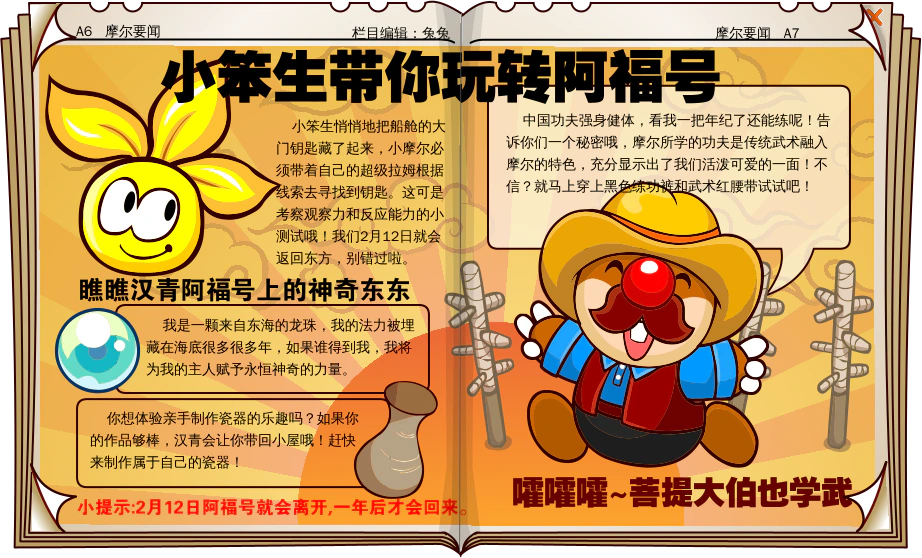 A6 摩尔要闻
栏目编辑：兔兔
摩尔要闻 A7
小笨生带你玩转阿福号
小笨生悄悄地把船舱的大
门钥匙藏了起来，小摩尔必
须带着自己的超级拉姆根据
线索去寻找到钥匙。这可是
考察观察力和反应能力的小
测试哦！我们2月12日就会
返回东方，别错过啦。
瞧瞧汉青阿福号上的神奇东东
我是一颗来自东海的龙珠，我的法力被埋
藏在海底很多很多年，如果谁得到我，我将
为我的主人赋予永恒神奇的力量。
你想体验亲手制作瓷器的乐趣吗？如果你
的作品够棒，汉青会让你带回小屋哦！赶快
来制作属于自己的瓷器！
小提示:2月12日阿福号就会离开,一年后才会回来。
中国功夫强身健体，看我一把年纪了还能练呢！告
诉你们一个秘密哦，摩尔所学的功夫是传统武术融入
摩尔的特色，充分显示出了我们活泼可爱的一面！不
信？就马上穿上黑色练功裤和武术红腰带试试吧！
嚯嚯嚯~菩提大伯也学武